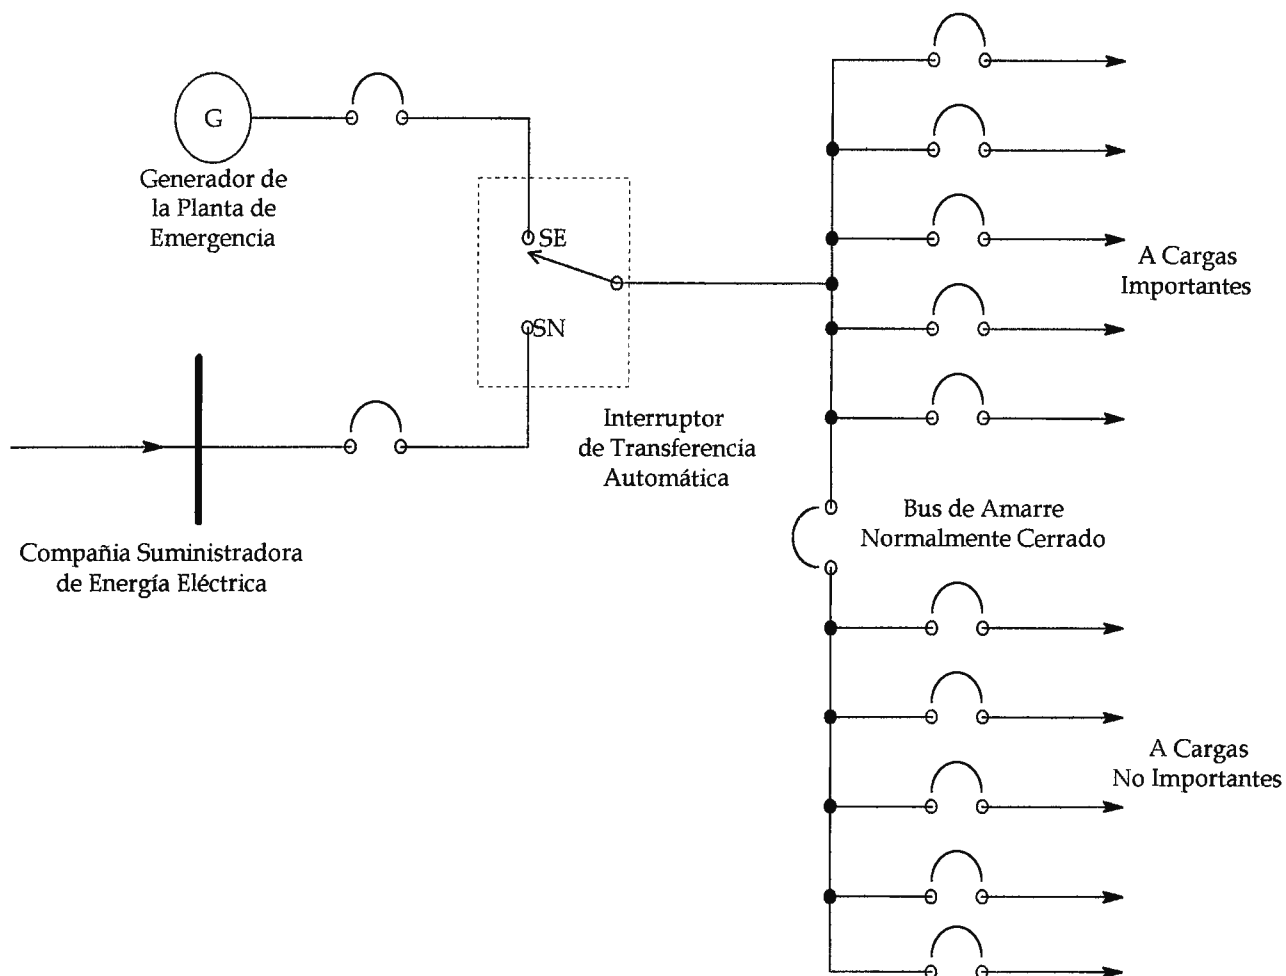 G
Generador de
la Planta de
Emergencia
SE
SN
Interruptor
de Transferencia
Automática
Compañia Suministradora
de Energía Eléctrica
A Cargas
Importantes
Bus de Amarre
Normalmente Cerrado
A Cargas
No Importantes